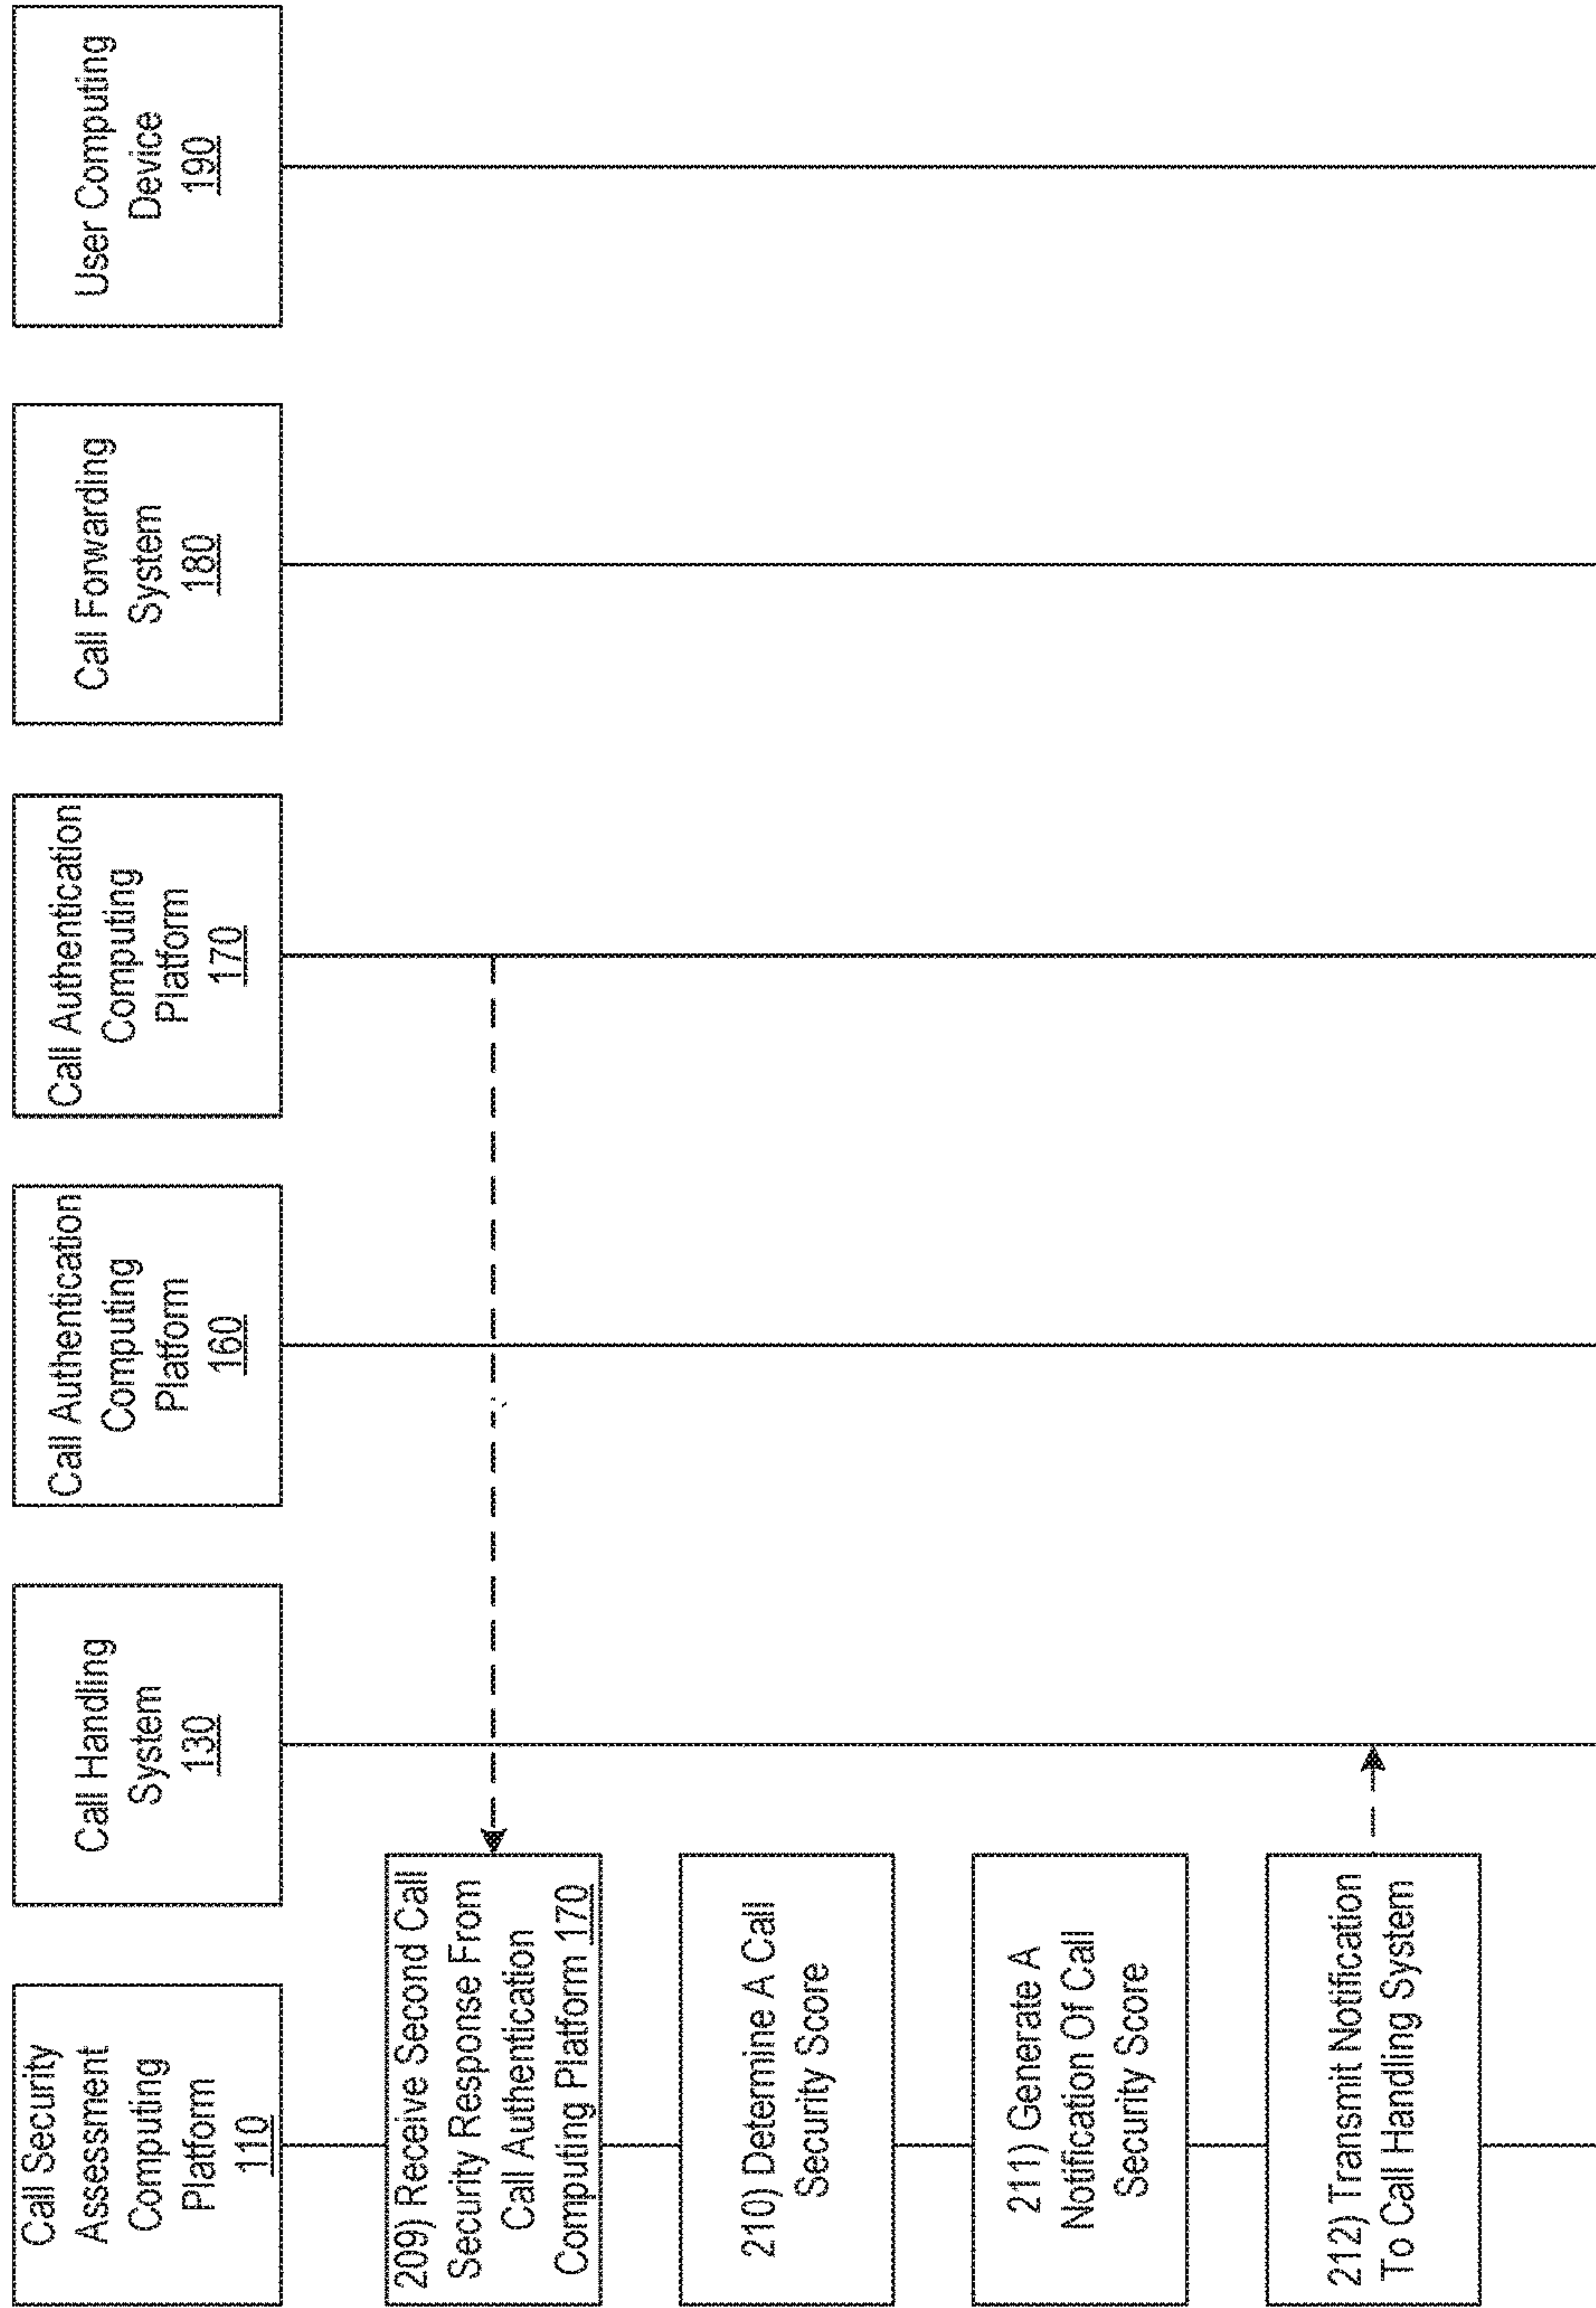 Call Security
Assessment
Computing
Platform
110
Call Handling
System
130
Call Authentication
Computing
Platform
160
Call Authentication
Computing
Platform
170
Call Forwarding
System
180
User Computing
Device
190
209) Receive Second Call
Security Response From
Call Authentication
Computing Platform 170
210) Determine A Call
Security Score
211) Generate A
Notification Of Call
Security Score
212) Transmit Notification
To Call Handling System